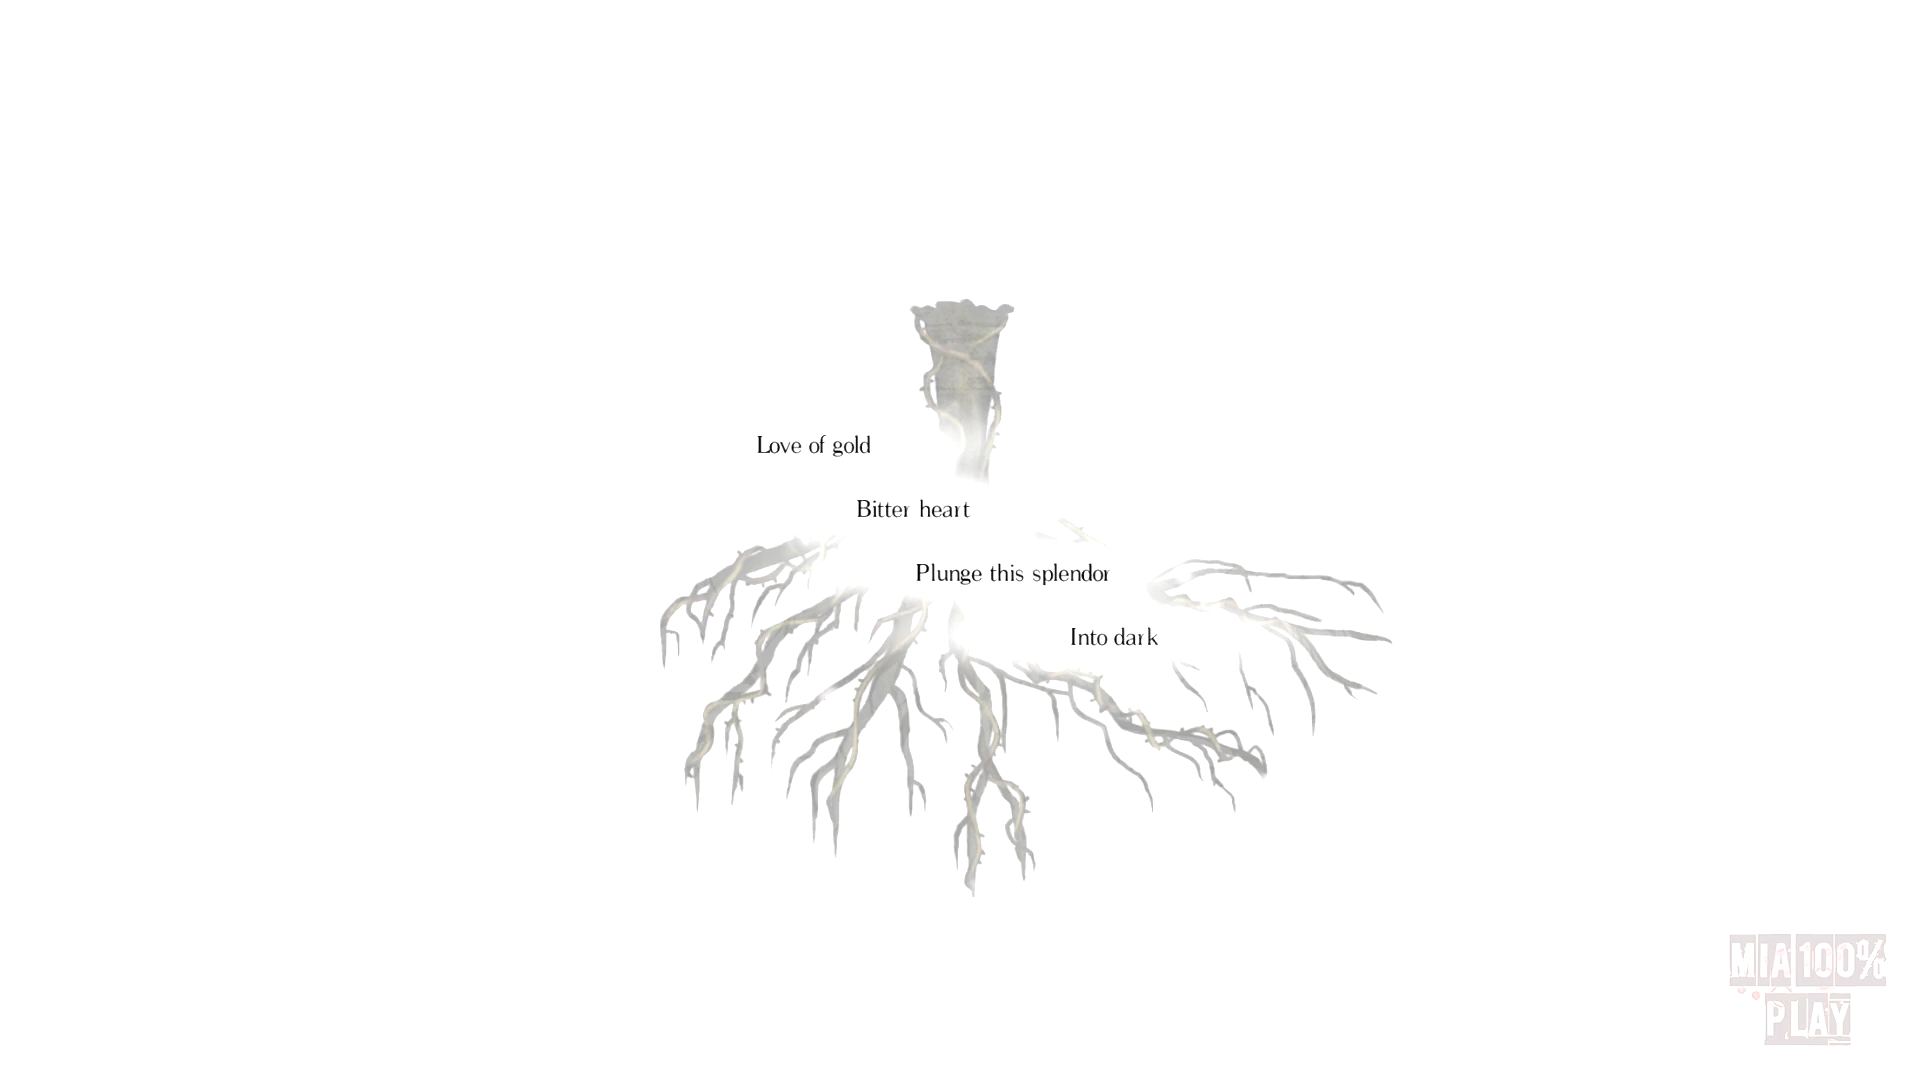 Love of gold
Bitter heart
Plunge this splendor
Into dark
MIA 100%
PLAY